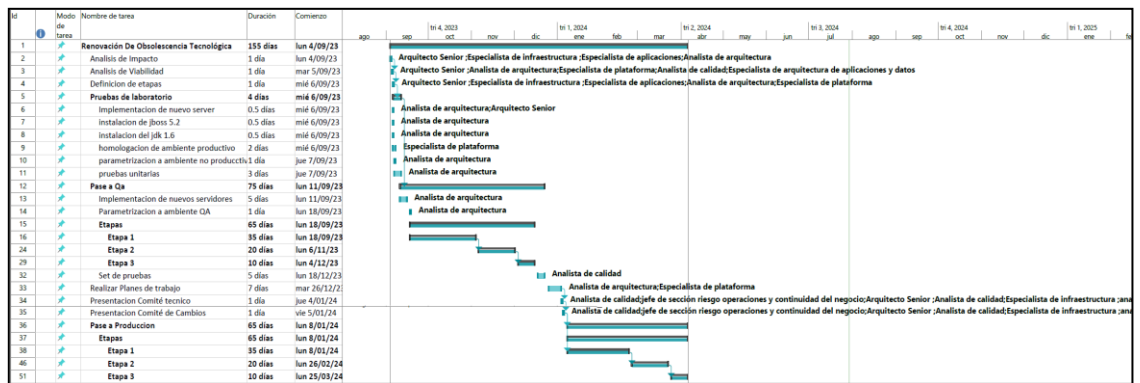 Id Modo de tarea Nombre de tarea Duración Comienzo
tri 4, 2023 tri 1, 2024 tri 2, 2024 tri 3, 2024 tri 4, 2024 tri 1, 2025
ago sep oct nov dic ene feb mar abr may jun jul ago sep oct nov dic ene feb
1 Renovación De Obsolescencia Tecnológica 155 días lun 4/09/23
2 Analisis de Impacto 1 día lun 4/09/23 Arquitecto Senior ;Especialista de infraestructura ;Especialista de aplicaciones;Analista de arquitectura
3 Analisis de Viabilidad 1 día mar 5/09/23 Arquitecto Senior ;Analista de arquitectura;Especialista de plataforma;Analista de calidad;Especialista de arquitectura de aplicaciones y datos
4 Definicion de etapas 1 día mié 6/09/23 Arquitecto Senior ;Especialista de infraestructura ;Especialista de aplicaciones;Analista de arquitectura;Especialista de plataforma
5 Pruebas de laboratorio 4 días mié 6/09/23
6 Implementacion de nuevo server 0.5 días mié 6/09/23 Analista de arquitectura;Arquitecto Senior
7 instalacion de jboss 5.2 0.5 días mié 6/09/23 Analista de arquitectura
8 instalacion del jdk 1.6 0.5 días mié 6/09/23 Analista de arquitectura
9 homologacion de ambiente productivo 2 días mié 6/09/23 Especialista de plataforma
10 parametrizacion a ambiente no producctiv 1 día jue 7/09/23 Analista de arquitectura
11 pruebas unitarias 3 días jue 7/09/23 Analista de arquitectura
12 Pase a Qa 75 días lun 11/09/23
13 Implementacion de nuevos servidores 5 días lun 11/09/23 Analista de arquitectura
14 Parametrizacion a ambiente QA 1 día lun 18/09/23 Analista de arquitectura
15 Etapas 65 días lun 18/09/23
16 Etapa 1 35 días lun 18/09/23
24 Etapa 2 20 días lun 6/11/23
29 Etapa 3 10 días lun 4/12/23
32 Set de pruebas 5 días lun 18/12/23 Analista de calidad
33 Realizar Planes de trabajo 7 días mar 26/12/2 Analista de arquitectura;Especialista de plataforma
34 Presentacion Comité tecnico 1 día jue 4/01/24 Analista de calidad;jefe de sección riesgo operaciones y continuidad del negocio;Arquitecto Senior ;Analista de calidad;Especialista de infraestructura ;ana
35 Presentacion Comité de Cambios 1 día vie 5/01/24 Analista de calidad;jefe de sección riesgo operaciones y continuidad del negocio;Arquitecto Senior ;Analista de calidad;Especialista de infraestructura ;ana
36 Pase a Produccion 65 días lun 8/01/24
37 Etapas 65 días lun 8/01/24
38 Etapa 1 35 días lun 8/01/24
46 Etapa 2 20 días lun 26/02/24
51 Etapa 3 10 días lun 25/03/24